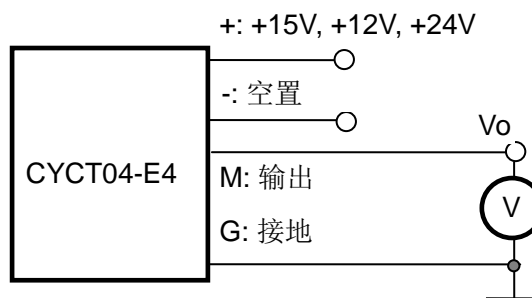 +: +15V, +12V, +24V
-: 空置
Vo
CYCT04-E4
M: 输出
V
G: 接地